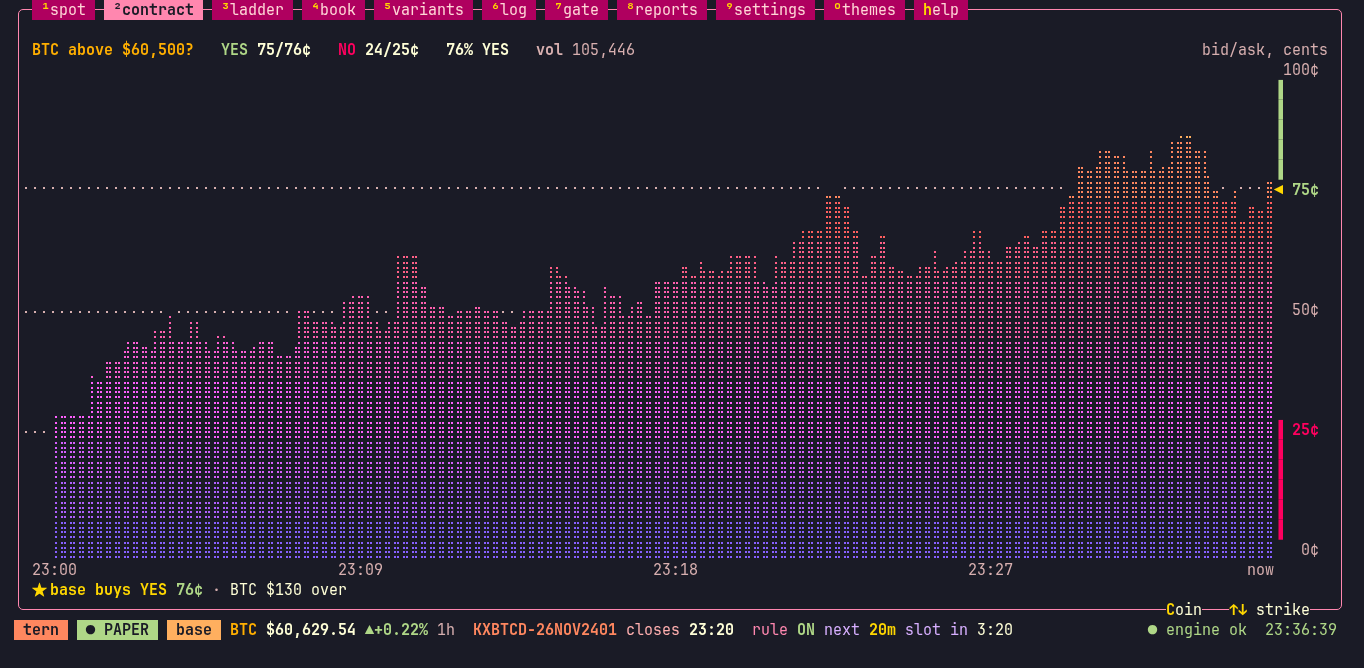 ¹spot ²contract ³ladder ⁴book ⁵variants ⁶log ⁷gate ⁸reports ⁹settings ⁰themes help
BTC above $60,500? YES 75/76¢ NO 24/25¢ 76% YES vol 105,446 bid/ask, cents
100¢
75¢
50¢
25¢
0¢
23:00 23:09 23:18 23:27 now
★base buys YES 76¢ · BTC $130 over
Coin ↑↓ strike
tern ● PAPER base BTC $60,629.54 ▲+0.22% 1h KXBTCD-26NOV2401 closes 23:20 rule ON next 20m slot in 3:20 ● engine ok 23:36:39